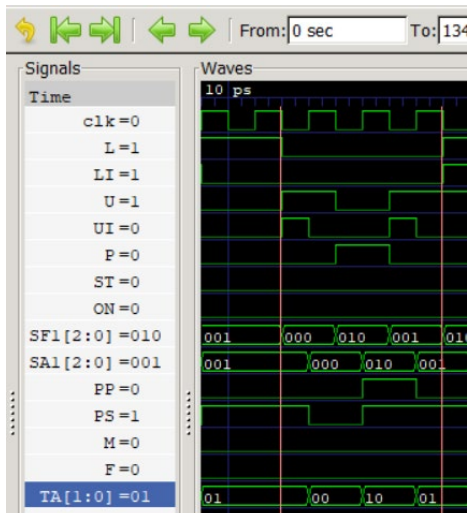 From: 0 sec To: 134
Signals Waves
Time 10 ps
clk=0
L=1
LI=1
U=1
UI=0
P=0
ST=0
ON=0
SF1[2:0]=010 001 000 010 001 010
SA1[2:0]=001 001 000 010 001
PP=0
PS=1
M=0
F=0
TA[1:0]=01 01 00 10 01